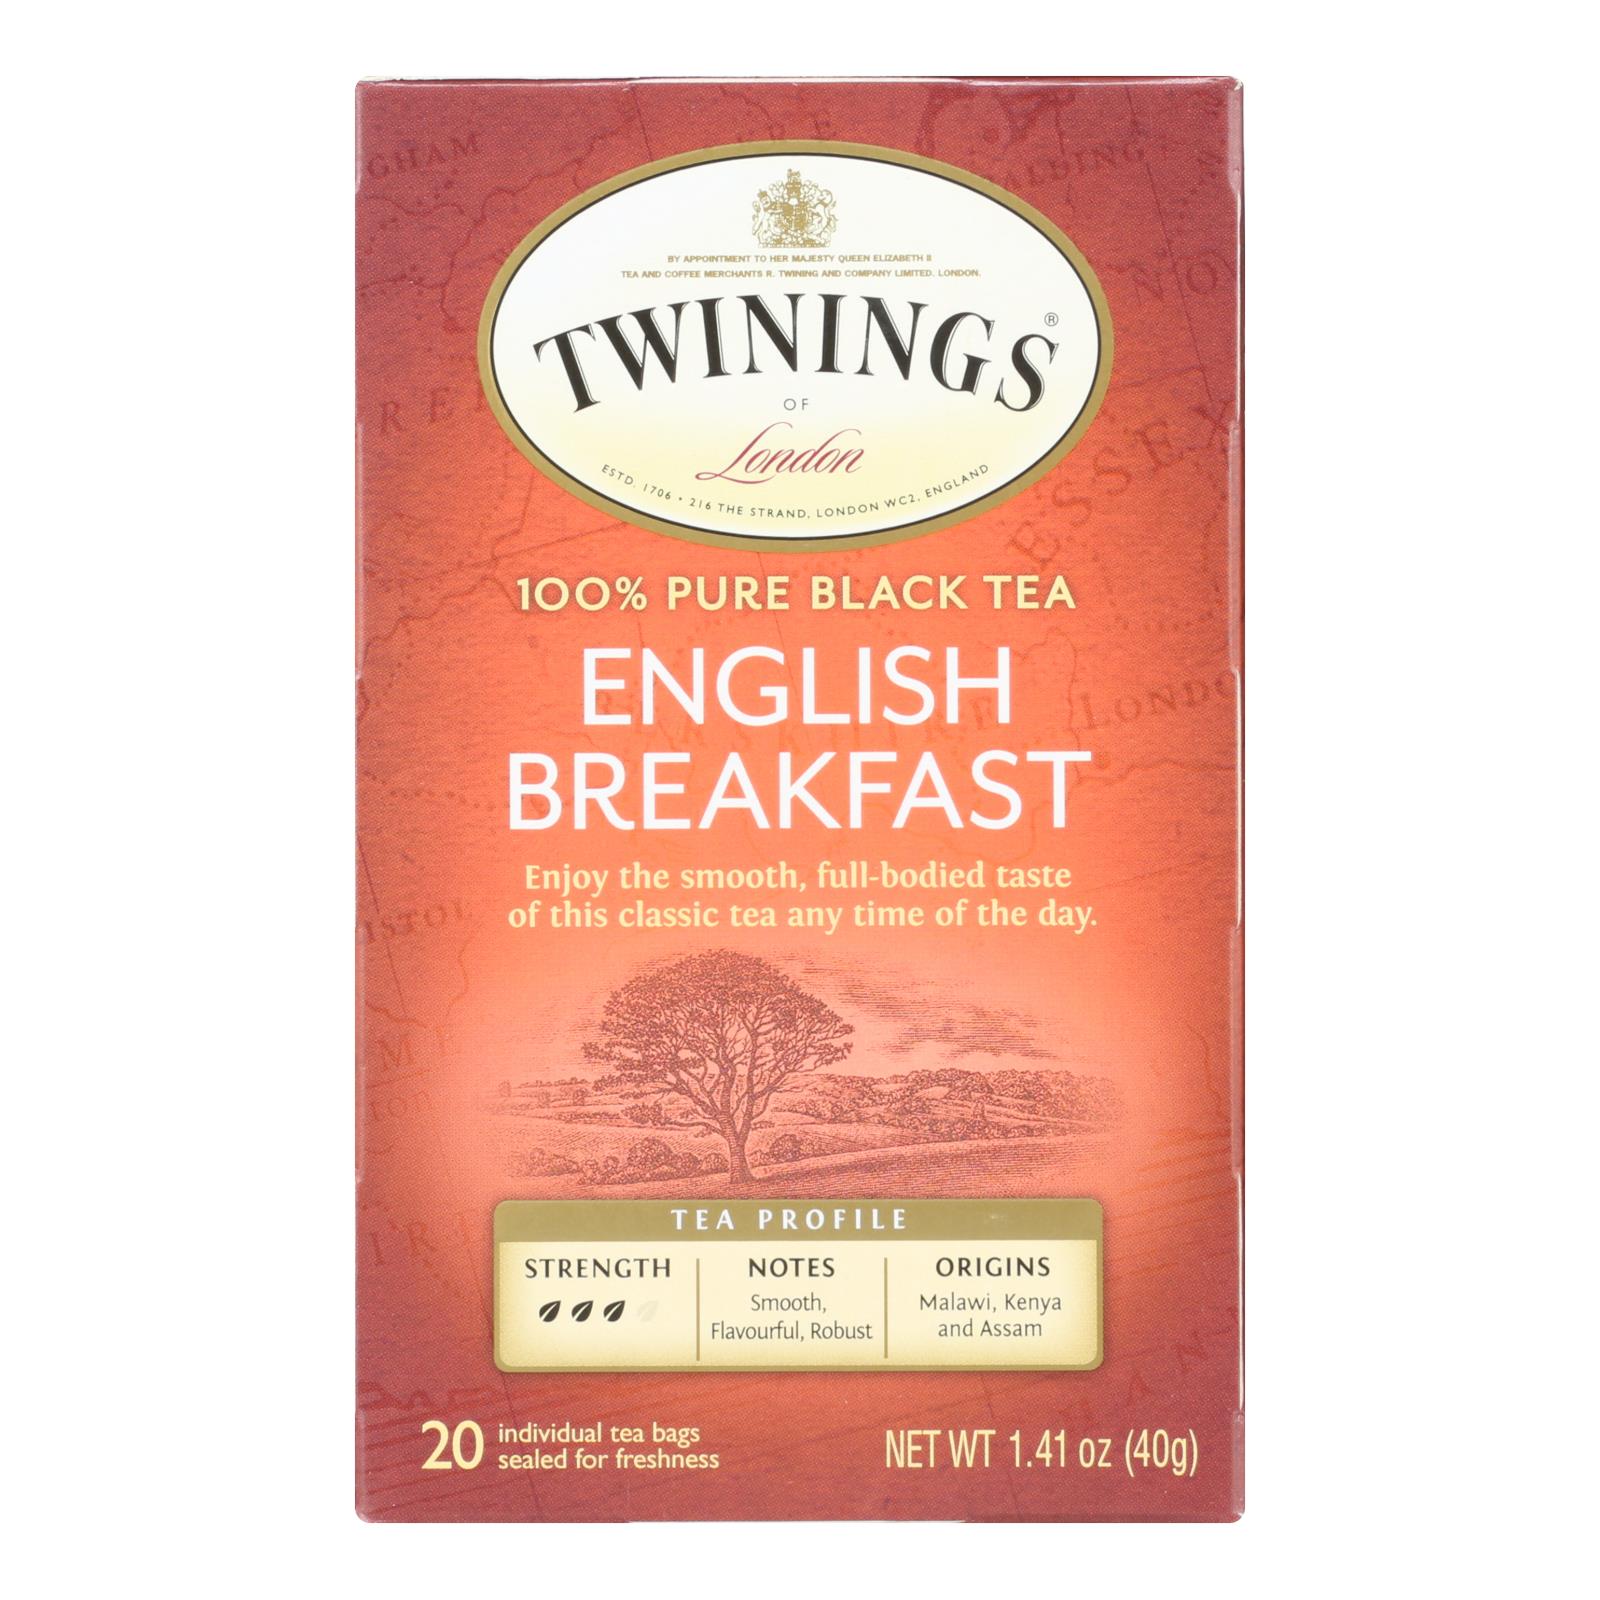 BY APPOINTMENT TO HER MAJESTY QUEEN ELIZABETH II
TEA AND COFFEE MERCHANTS R. TWINING AND COMPANY LIMITED. LONDON.
TWININGS®
OF
London
ESTD. 1706 • 216 THE STRAND, LONDON WC2, ENGLAND
100% PURE BLACK TEA
ENGLISH
BREAKFAST
Enjoy the smooth, full-bodied taste
of this classic tea any time of the day.
TEA PROFILE
STRENGTH
NOTES
Smooth,
Flavourful, Robust
ORIGINS
Malawi, Kenya
and Assam
20 individual tea bags
sealed for freshness
NET WT 1.41 oz (40g)
ESSEX